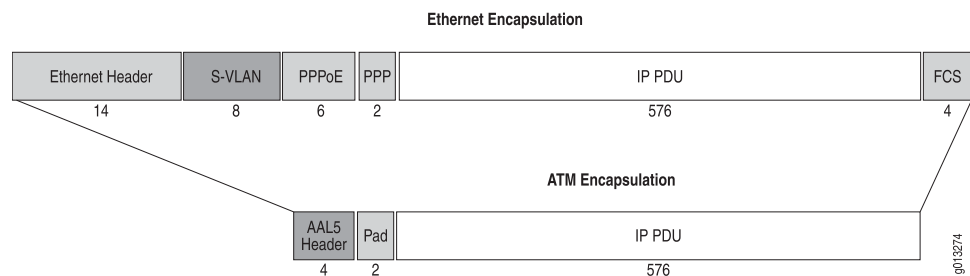 Ethernet Encapsulation
Ethernet Header S-VLAN PPPoE PPP IP PDU FCS
14 8 6 2 576 4
ATM Encapsulation
AAL5
Header Pad IP PDU
4 2 576
g013274